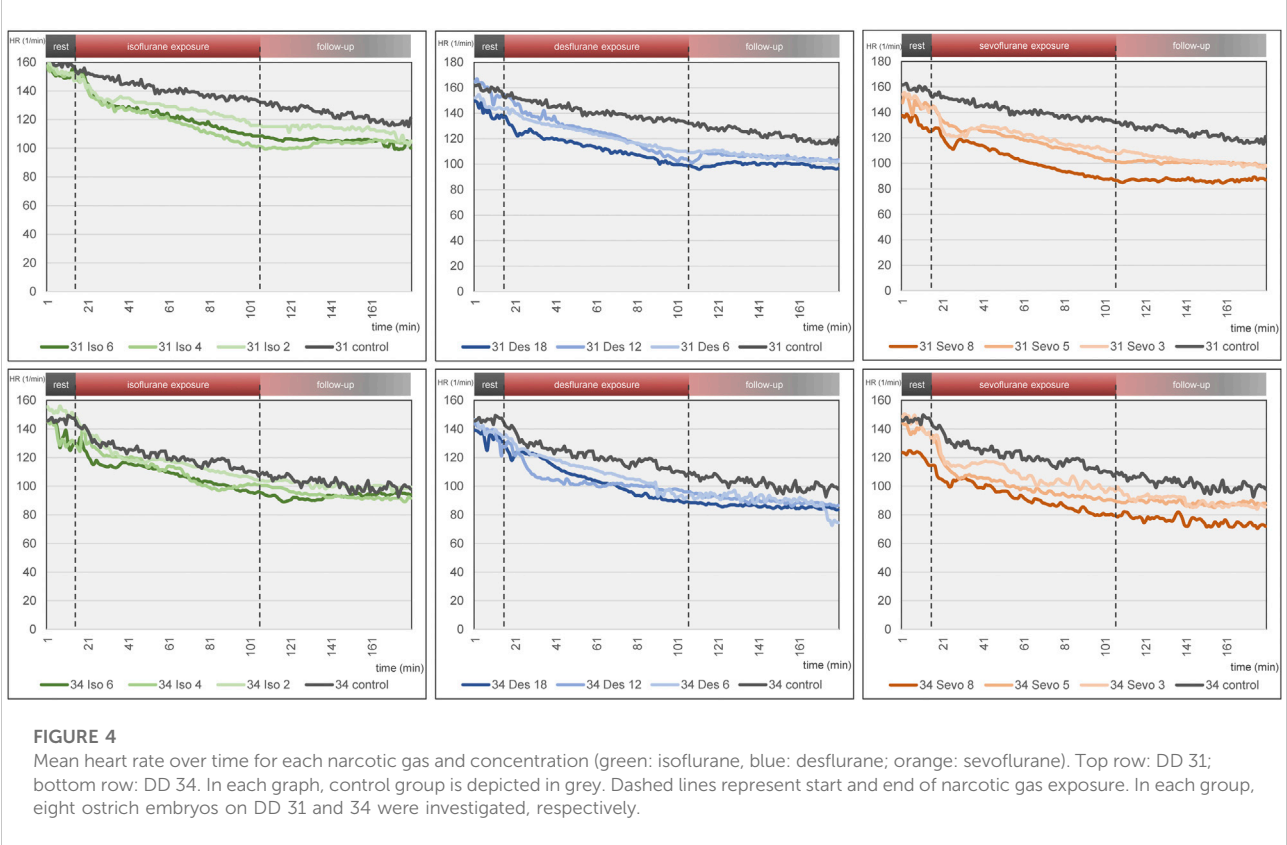 HR (1/min) rest isoflurane exposure follow-up
160
140
120
100
80
60
40
20
0
1 21 41 61 81 101 121 141 161
time (min)
31 Iso 6 31 Iso 4 31 Iso 2 31 control
HR (1/min) rest desflurane exposure follow-up
180
160
140
120
100
80
60
40
20
0
1 21 41 61 81 101 121 141 161
time (min)
31 Des 18 31 Des 12 31 Des 6 31 control
HR (1/min) rest sevoflurane exposure follow-up
180
160
140
120
100
80
60
40
20
0
1 21 41 61 81 101 121 141 161
time (min)
31 Sevo 8 31 Sevo 5 31 Sevo 3 31 control
HR (1/min) rest isoflurane exposure follow-up
160
140
120
100
80
60
40
20
0
1 21 41 61 81 101 121 141 161
time (min)
34 Iso 6 34 Iso 4 34 Iso 2 34 control
HR (1/min) rest desflurane exposure follow-up
160
140
120
100
80
60
40
20
0
1 21 41 61 81 101 121 141 161
time (min)
34 Des 18 34 Des 12 34 Des 6 34 control
HR (1/min) rest sevoflurane exposure follow-up
160
140
120
100
80
60
40
20
0
1 21 41 61 81 101 121 141 161
time (min)
34 Sevo 8 34 Sevo 5 34 Sevo 3 34 control
FIGURE 4
Mean heart rate over time for each narcotic gas and concentration (green: isoflurane, blue: desflurane; orange: sevoflurane). Top row: DD 31;
bottom row: DD 34. In each graph, control group is depicted in grey. Dashed lines represent start and end of narcotic gas exposure. In each group,
eight ostrich embryos on DD 31 and 34 were investigated, respectively.